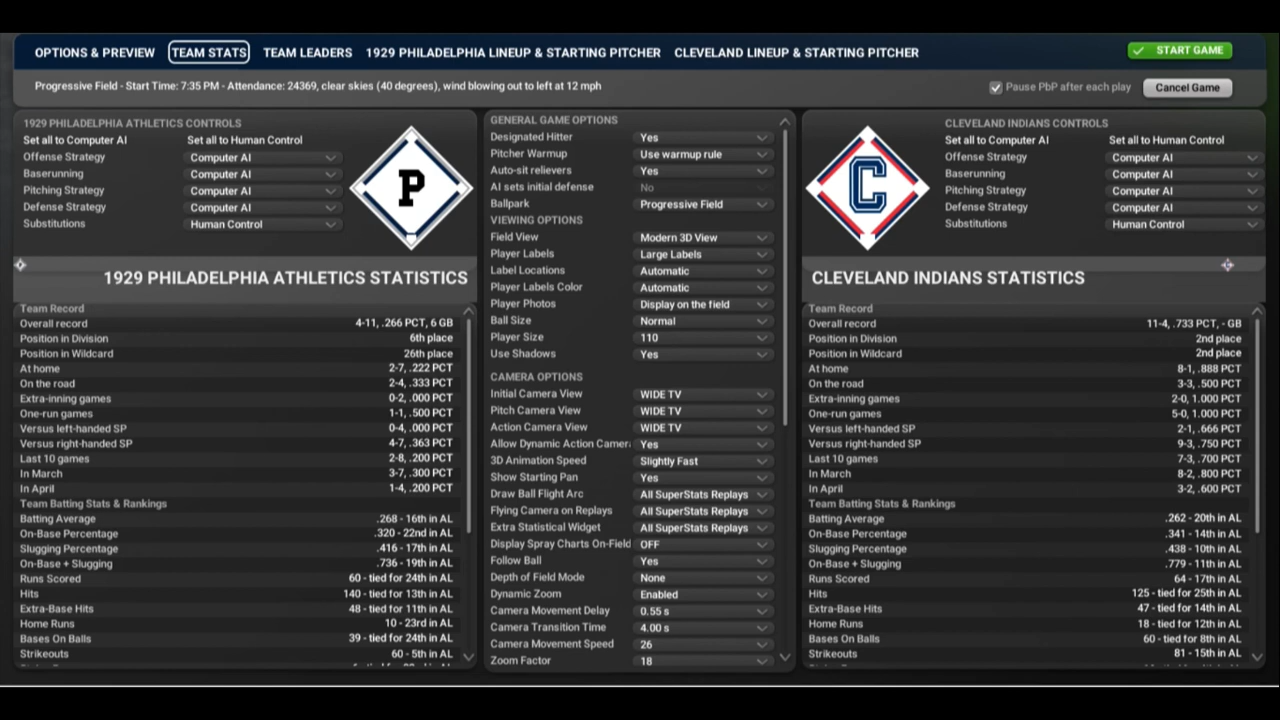 OPTIONS & PREVIEW TEAM STATS TEAM LEADERS 1929 PHILADELPHIA LINEUP & STARTING PITCHER CLEVELAND LINEUP & STARTING PITCHER START GAME
Progressive Field - Start Time: 7:35 PM - Attendance: 24369, clear skies (40 degrees), wind blowing out to left at 12 mph Pause PbP after each play Cancel Game
1929 PHILADELPHIA ATHLETICS CONTROLS
Set all to Computer AI Set all to Human Control
Offense Strategy Computer AI
Baserunning Computer AI
Pitching Strategy Computer AI
Defense Strategy Computer AI
Substitutions Human Control
P
1929 PHILADELPHIA ATHLETICS STATISTICS
Team Record
Overall record 4-11, .266 PCT, 6 GB
Position in Division 6th place
Position in Wildcard 26th place
At home 2-7, .222 PCT
On the road 2-4, .333 PCT
Extra-inning games 0-2, .000 PCT
One-run games 1-1, .500 PCT
Versus left-handed SP 0-4, .000 PCT
Versus right-handed SP 4-7, .363 PCT
Last 10 games 2-8, .200 PCT
In March 3-7, .300 PCT
In April 1-4, .200 PCT
Team Batting Stats & Rankings
Batting Average .268 - 16th in AL
On-Base Percentage .320 - 22nd in AL
Slugging Percentage .416 - 17th in AL
On-Base + Slugging .736 - 19th in AL
Runs Scored 60 - tied for 24th in AL
Hits 140 - tied for 13th in AL
Extra-Base Hits 48 - tied for 11th in AL
Home Runs 10 - 23rd in AL
Bases On Balls 39 - tied for 24th in AL
Strikeouts 60 - 5th in AL
GENERAL GAME OPTIONS
Designated Hitter Yes
Pitcher Warmup Use warmup rule
Auto-sit relievers Yes
AI sets initial defense No
Ballpark Progressive Field
VIEWING OPTIONS
Field View Modern 3D View
Player Labels Large Labels
Label Locations Automatic
Player Labels Color Automatic
Player Photos Display on the field
Ball Size Normal
Player Size 110
Use Shadows Yes
CAMERA OPTIONS
Initial Camera View WIDE TV
Pitch Camera View WIDE TV
Action Camera View WIDE TV
Allow Dynamic Action Camera Yes
3D Animation Speed Slightly Fast
Show Starting Pan Yes
Draw Ball Flight Arc All SuperStats Replays
Flying Camera on Replays All SuperStats Replays
Extra Statistical Widget All SuperStats Replays
Display Spray Charts On-Field OFF
Follow Ball Yes
Depth of Field Mode None
Dynamic Zoom Enabled
Camera Movement Delay 0.55 s
Camera Transition Time 4.00 s
Camera Movement Speed 26
Zoom Factor 18
C
CLEVELAND INDIANS CONTROLS
Set all to Computer AI Set all to Human Control
Offense Strategy Computer AI
Baserunning Computer AI
Pitching Strategy Computer AI
Defense Strategy Computer AI
Substitutions Human Control
CLEVELAND INDIANS STATISTICS
Team Record
Overall record 11-4, .733 PCT, - GB
Position in Division 2nd place
Position in Wildcard 2nd place
At home 8-1, .888 PCT
On the road 3-3, .500 PCT
Extra-inning games 2-0, 1.000 PCT
One-run games 5-0, 1.000 PCT
Versus left-handed SP 2-1, .666 PCT
Versus right-handed SP 9-3, .750 PCT
Last 10 games 7-3, .700 PCT
In March 8-2, .800 PCT
In April 3-2, .600 PCT
Team Batting Stats & Rankings
Batting Average .262 - 20th in AL
On-Base Percentage .341 - 14th in AL
Slugging Percentage .438 - 10th in AL
On-Base + Slugging .779 - 11th in AL
Runs Scored 64 - 17th in AL
Hits 125 - tied for 25th in AL
Extra-Base Hits 47 - tied for 14th in AL
Home Runs 18 - tied for 12th in AL
Bases On Balls 60 - tied for 8th in AL
Strikeouts 81 - 15th in AL